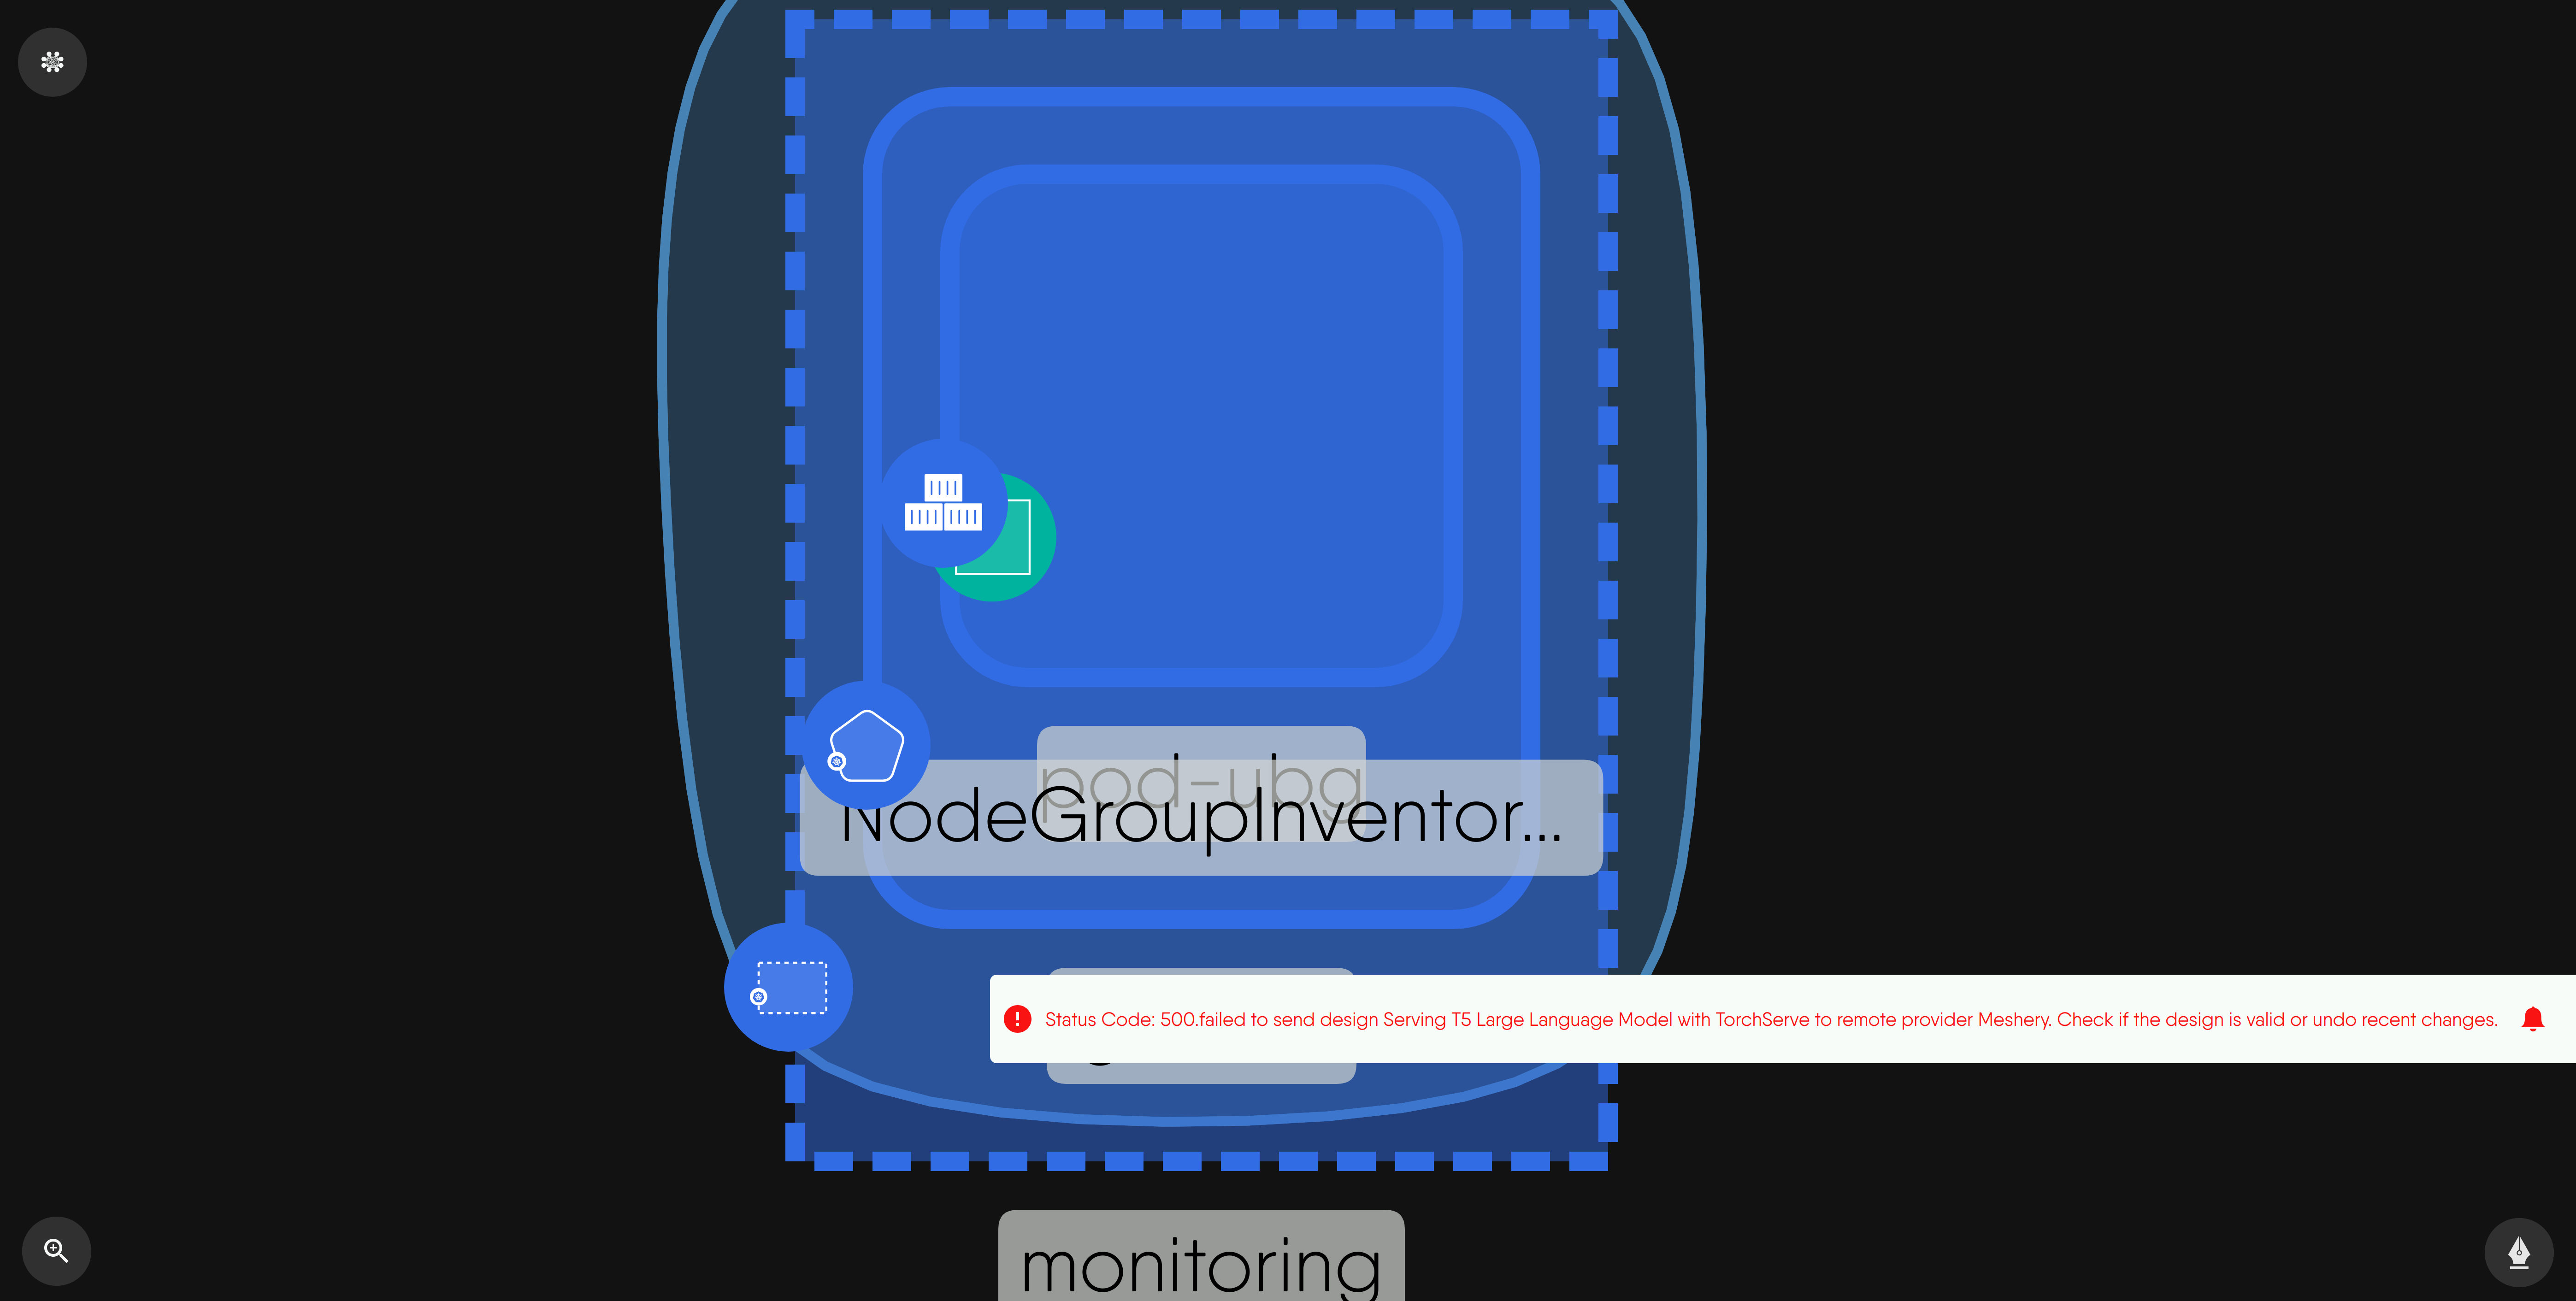 pod-ubg
NodeGroupInventor...
Status Code: 500.failed to send design Serving T5 Large Language Model with TorchServe to remote provider Meshery. Check if the design is valid or undo recent changes.
monitoring